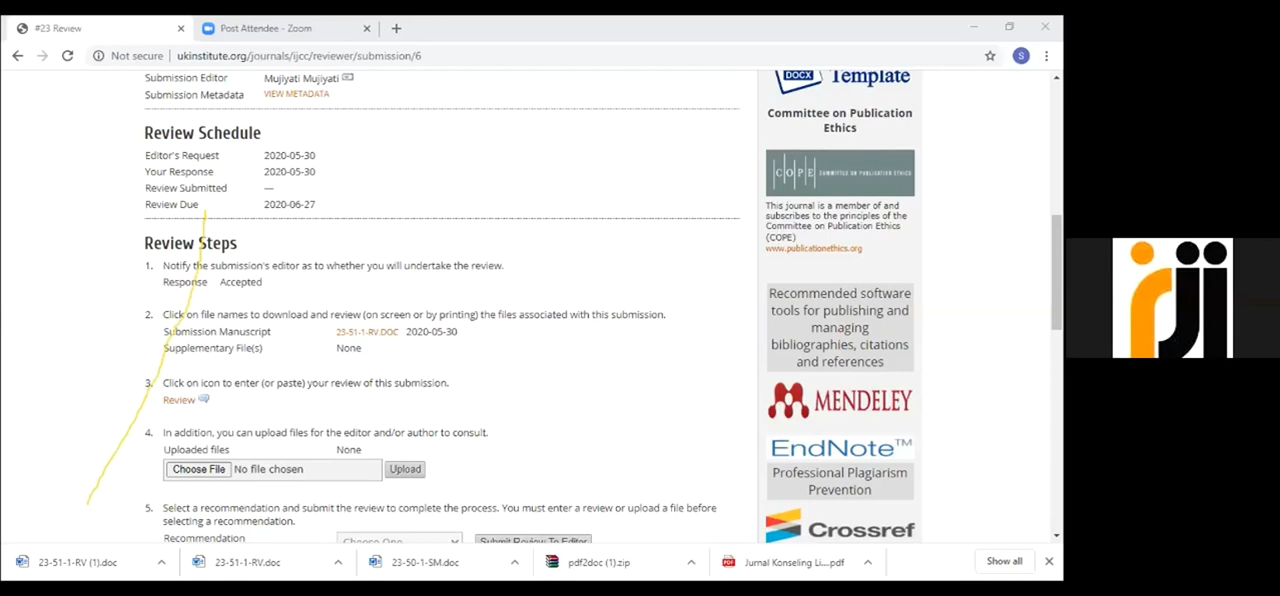 #23 Review
Post Attendee - Zoom
Not secure
ukinstitute.org/journals/ijcc/reviewer/submission/6
S
Submission Editor Mujiyati Mujiyati
Submission Metadata VIEW METADATA
Review Schedule
Editor's Request 2020-05-30
Your Response 2020-05-30
Review Submitted —
Review Due 2020-06-27
Review Steps
1. Notify the submission's editor as to whether you will undertake the review.
Response Accepted
2. Click on file names to download and review (on screen or by printing) the files associated with this submission.
Submission Manuscript 23-51-1-RV.DOC 2020-05-30
Supplementary File(s) None
3. Click on icon to enter (or paste) your review of this submission.
Review
4. In addition, you can upload files for the editor and/or author to consult.
Uploaded files None
Choose File No file chosen Upload
5. Select a recommendation and submit the review to complete the process. You must enter a review or upload a file before
selecting a recommendation.
Recommendation Choose One Submit Review To Editor
DOCX Template
Committee on Publication
Ethics
C O P E COMMITTEE ON PUBLICATION ETHICS
This journal is a member of and
subscribes to the principles of the
Committee on Publication Ethics
(COPE)
www.publicationethics.org
Recommended software
tools for publishing and
managing
bibliographies, citations
and references
MENDELEY
EndNote™
Professional Plagiarism
Prevention
Crossref
23-51-1-RV (1).doc
23-51-1-RV.doc
23-50-1-SM.doc
pdf2doc (1).zip
Jurnal Konseling Li....pdf
Show all